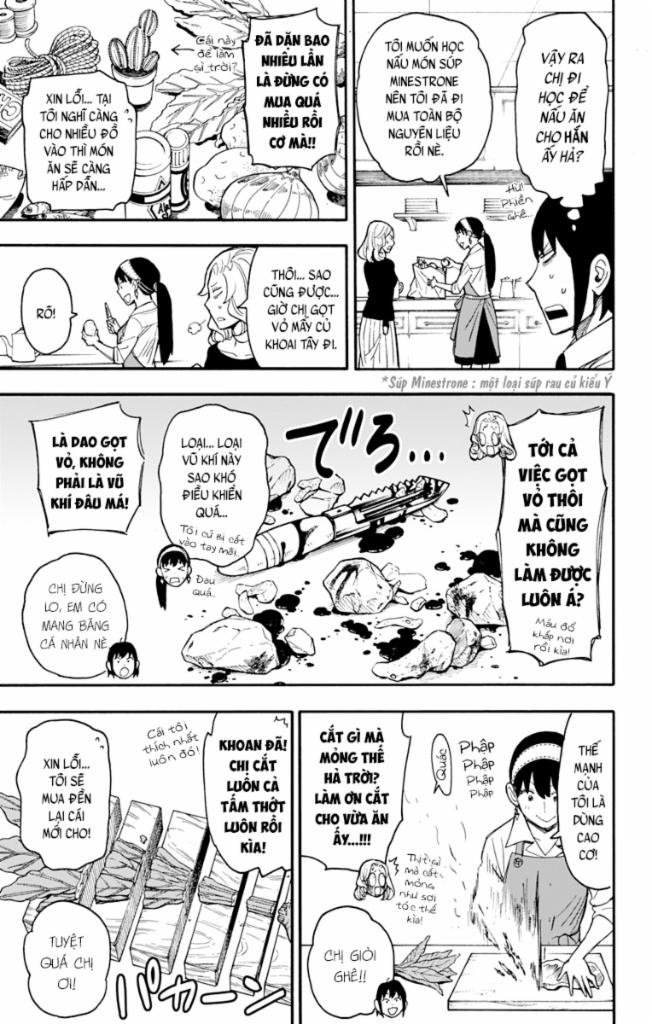 VẬY RA
CHỊ ĐI
HỌC ĐỂ
NẤU ĂN
CHO HẮN
ẤY HẢ?
TÔI MUỐN HỌC
NẤU MÓN SÚP
MINESTRONE
NÊN TÔI ĐÃ ĐI
MUA TOÀN BỘ
NGUYÊN LIỆU
RỒI NÈ.
Hừ!
Phiền
ghê...
*Súp Minestrone : một loại súp rau củ kiểu Ý
ĐÃ DẶN BAO
NHIÊU LẦN
LÀ ĐỪNG CÓ
MUA QUÁ
NHIỀU RỒI
CƠ MÀ!!
Cái này
để làm
gì trời?
XIN LỖI... TẠI
TÔI NGHĨ CÀNG
CHO NHIỀU ĐỒ
VÀO THÌ MÓN
ĂN SẼ CÀNG
HẤP DẪN...
THÔI... SAO
CŨNG ĐƯỢC...
GIỜ CHỊ GỌT
VỎ MẤY CỦ
KHOAI TÂY ĐI.
RÕ!
TỚI CẢ
VIỆC GỌT
VỎ THÔI
MÀ CŨNG
KHÔNG
LÀM ĐƯỢC
LUÔN Á?
Máu đổ
khắp nơi
rồi kìa!
でろ...
LOẠI... LOẠI
VŨ KHÍ NÀY
SAO KHÓ
ĐIỀU KHIỂN
QUÁ...
Tôi cứ bị cắt
vào tay mãi.
Đau
quá..
LÀ DAO GỌT
VỎ, KHÔNG
PHẢI LÀ VŨ
KHÍ ĐÂU MÁ!
CHỊ ĐỪNG
LO, EM CÓ
MANG BĂNG
CÁ NHÂN NÈ.
THẾ
MẠNH
CỦA TÔI
LÀ DÙNG
DAO
CƠ!
Phập
Phập
Phập
Phập
Quác
CẮT GÌ MÀ
MỎNG THẾ
HẢ TRỜI?
LÀM ƠN CẮT
CHO VỪA ĂN
ẤY...!!!
Thịt gì
mà cắt
mỏng
như sợi
tóc thế
kìa!
CHỊ GIỎI
GHÊ!!
KHOAN ĐÃ!
CHỊ CẮT
LUÔN CẢ
TẤM THỚT
LUÔN RỒI
KÌA!
Cái tôi
thích nhất
luôn đó!
XIN LỖI...
TÔI SẼ
MUA ĐỀN
LẠI CÁI
MỚI CHO!
TUYỆT
QUÁ CHỊ
ƠI!
パカーン